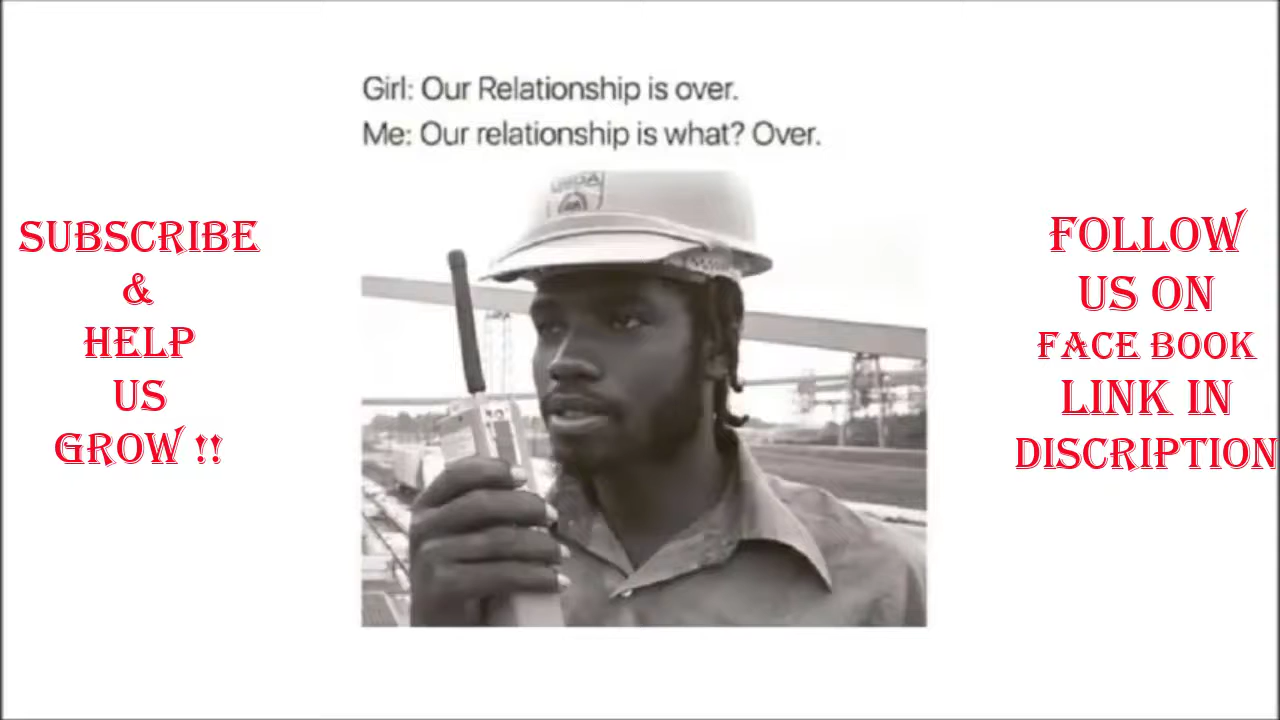 Girl: Our Relationship is over.
Me: Our relationship is what? Over.
SUBSCRIBE
&
HELP
US
GROW !!
FOLLOW
US ON
FACE BOOK
LINK IN
DISCRIPTION